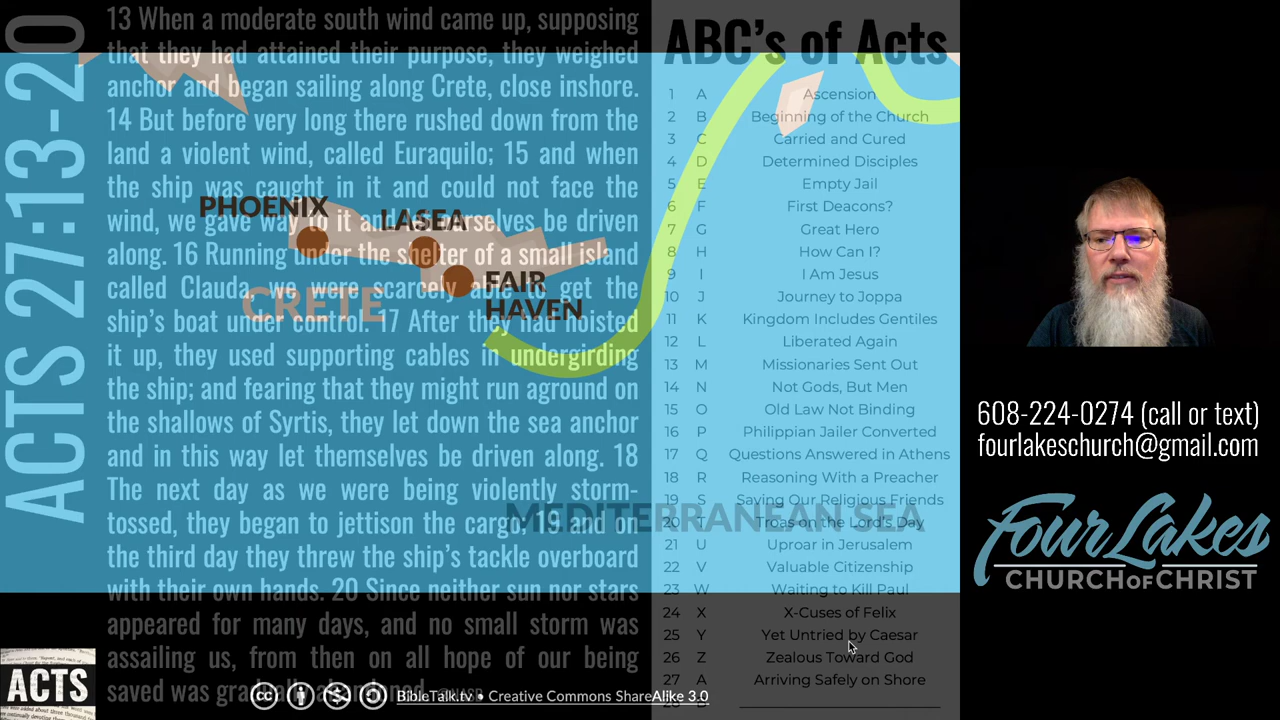 ACTS 27:13-20
13 When a moderate south wind came up, supposing
that they had attained their purpose, they weighed
anchor and began sailing along Crete, close inshore.
14 But before very long there rushed down from the
land a violent wind, called Euraquilo; 15 and when
the ship was caught in it and could not face the
wind, we gave way to it and ourselves be driven
along. 16 Running under the shelter of a small island
called Clauda, we were scarcely able to get the
ship's boat under control. 17 After they had hoisted
it up, they used supporting cables in undergirding
the ship; and fearing that they might run aground on
the shallows of Syrtis, they let down the sea anchor
and in this way let themselves be driven along. 18
The next day as we were being violently storm-
tossed, they began to jettison the cargo; 19 and on
the third day they threw the ship's tackle overboard
with their own hands. 20 Since neither sun nor stars
appeared for many days, and no small storm was
assailing us, from then on all hope of our being
saved was gradually abandoned.
PHOENIX
LASEA
FAIR
HAVEN
CRETE
MEDITERRANEAN SEA
ABC's of Acts
1 A Ascension
2 B Beginning of the Church
3 C Carried and Cured
4 D Determined Disciples
5 E Empty Jail
6 F First Deacons?
7 G Great Hero
8 H How Can I?
9 I I Am Jesus
10 J Journey to Joppa
11 K Kingdom Includes Gentiles
12 L Liberated Again
13 M Missionaries Sent Out
14 N Not Gods, But Men
15 O Old Law Not Binding
16 P Philippian Jailer Converted
17 Q Questions Answered in Athens
18 R Reasoning With a Preacher
19 S Saving Our Religious Friends
20 T Troas on the Lord's Day
21 U Uproar in Jerusalem
22 V Valuable Citizenship
23 W Waiting to Kill Paul
24 X X-Cuses of Felix
25 Y Yet Untried by Caesar
26 Z Zealous Toward God
27 A Arriving Safely on Shore
608-224-0274 (call or text)
fourlakeschurch@gmail.com
Four Lakes
CHURCH OF CHRIST
ACTS
BibleTalk.tv • Creative Commons ShareAlike 3.0